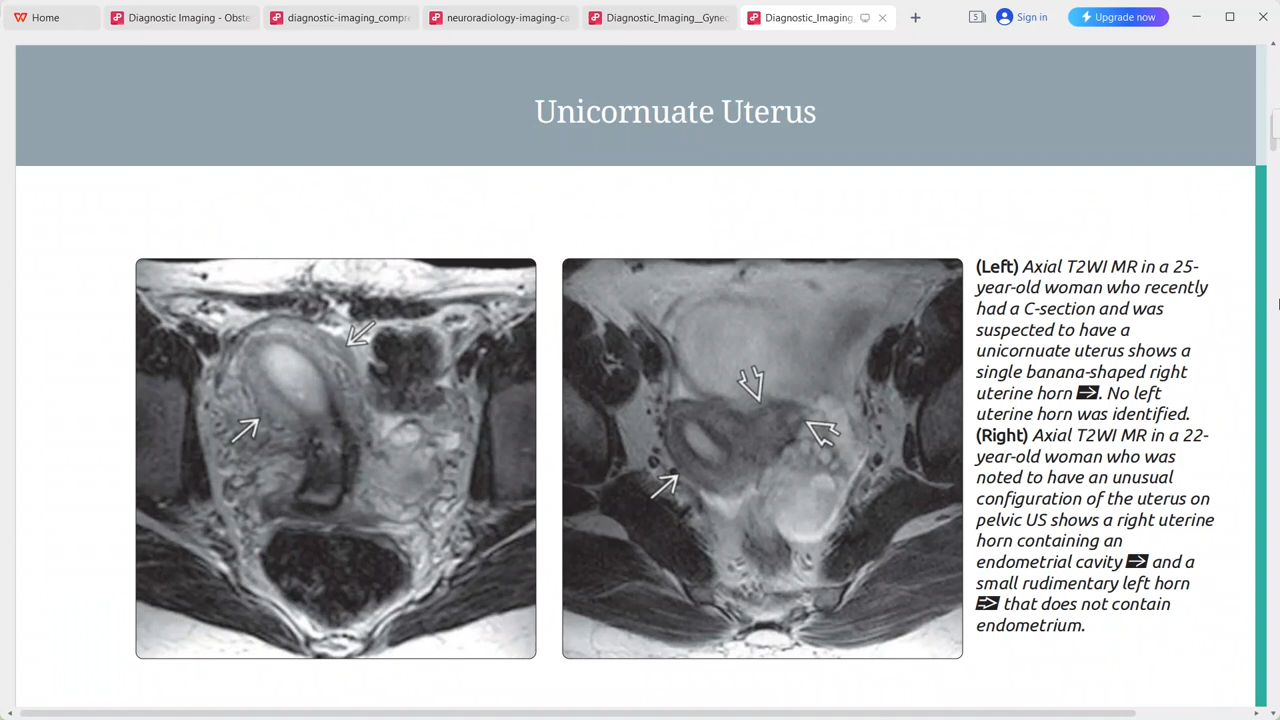 Home
Diagnostic Imaging - Obste
diagnostic-imaging_compre
neuroradiology-imaging-ca
Diagnostic_Imaging__Gynec
Diagnostic_Imaging_
5
Sign in
Upgrade now
Unicornuate Uterus
(Left) Axial T2WI MR in a 25-
year-old woman who recently
had a C-section and was
suspected to have a
unicornuate uterus shows a
single banana-shaped right
uterine horn. No left
uterine horn was identified.
(Right) Axial T2WI MR in a 22-
year-old woman who was
noted to have an unusual
configuration of the uterus on
pelvic US shows a right uterine
horn containing an
endometrial cavity and a
small rudimentary left horn
that does not contain
endometrium.